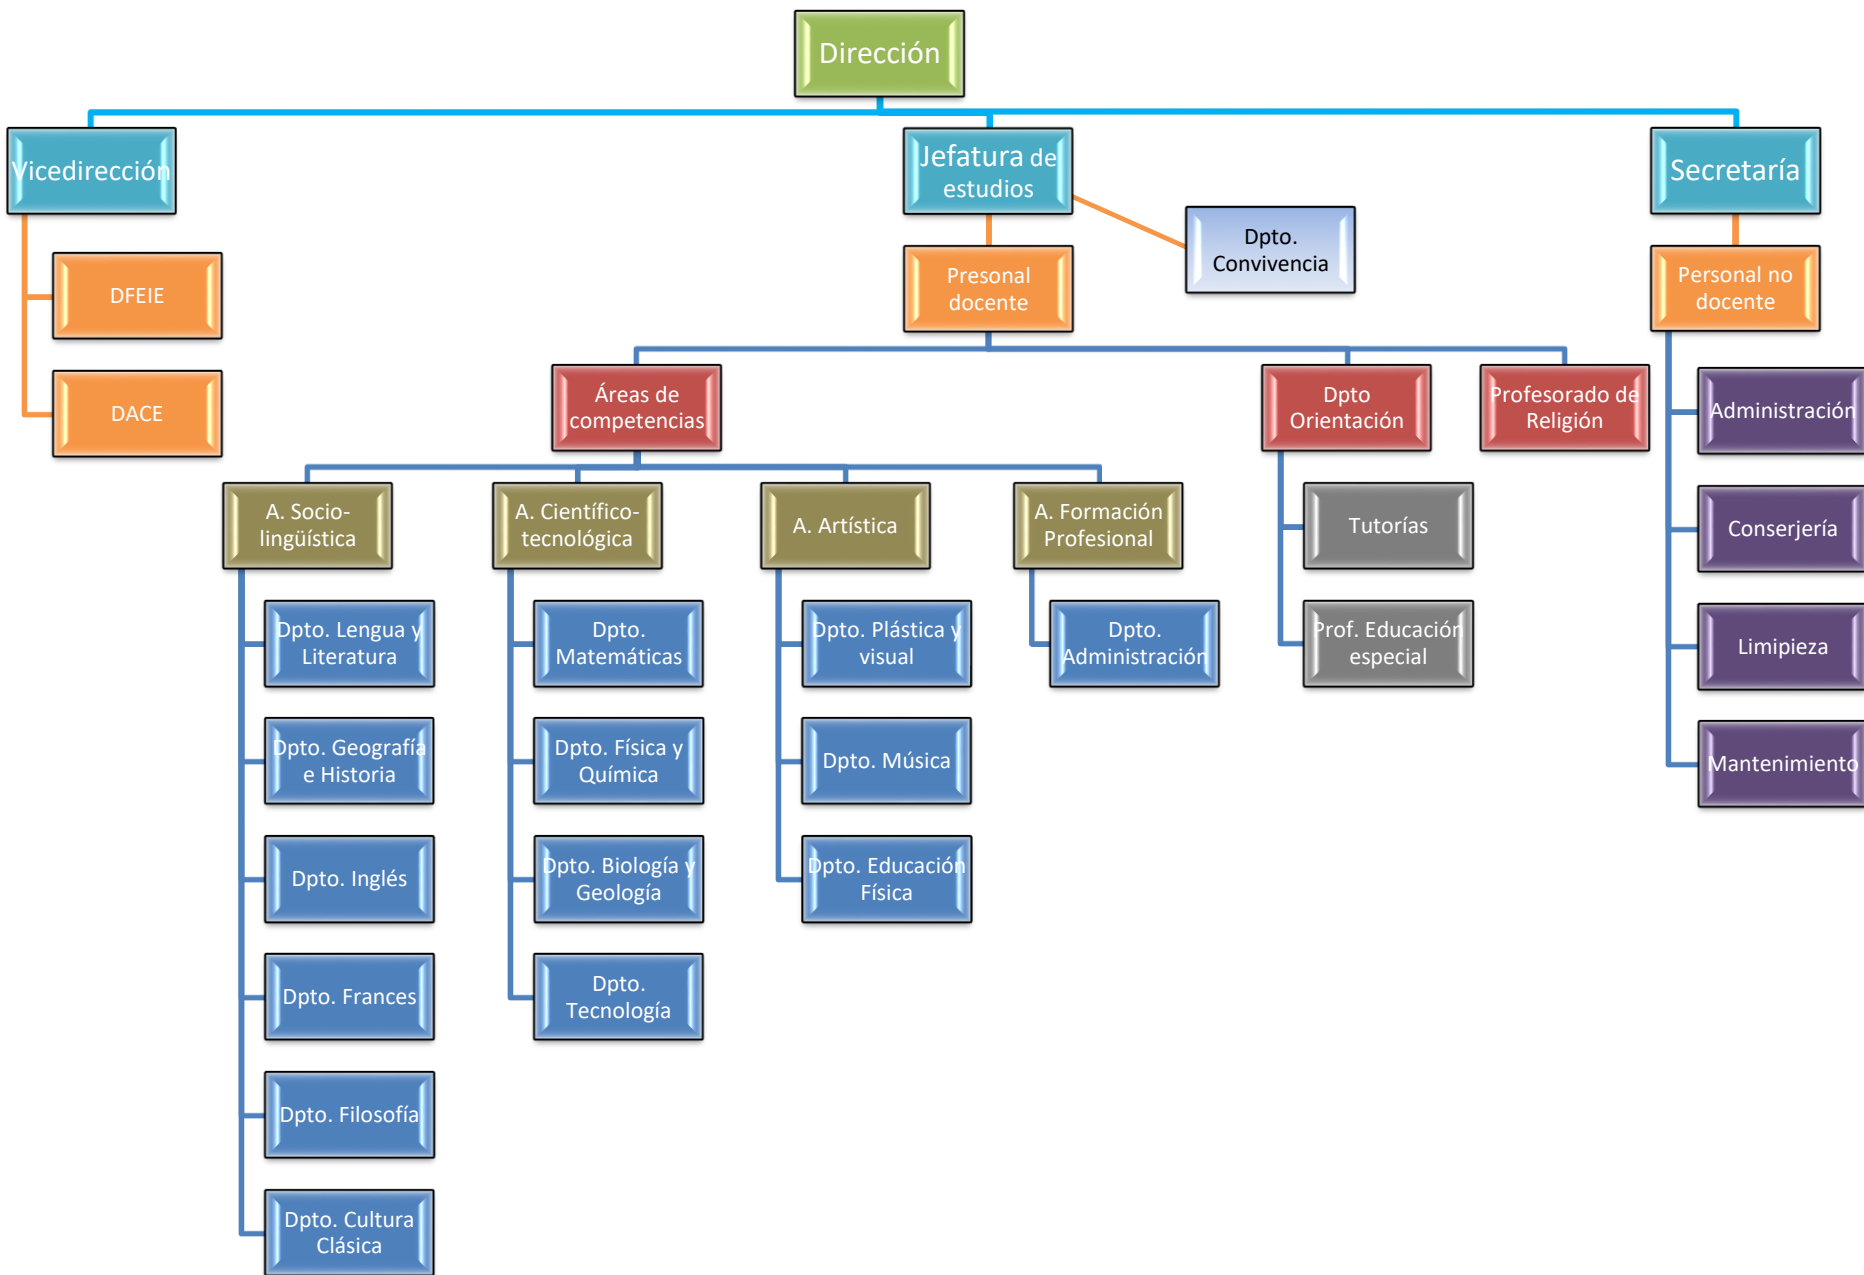 Dirección
Vicedirección
Jefatura de
estudios
Secretaría
Dpto.
Convivencia
DFEIE
DACE
Presonal
docente
Personal no
docente
Áreas de
competencias
Dpto
Orientación
Profesorado de
Religión
Administración
Conserjería
Limipieza
Mantenimiento
A. Socio-
lingüística
A. Científico-
tecnológica
A. Artística
A. Formación
Profesional
Tutorías
Prof. Educación
especial
Dpto. Lengua y
Literatura
Dpto. Geografía
e Historia
Dpto. Inglés
Dpto. Frances
Dpto. Filosofía
Dpto. Cultura
Clásica
Dpto.
Matemáticas
Dpto. Física y
Química
Dpto. Biología y
Geología
Dpto.
Tecnología
Dpto. Plástica y
visual
Dpto. Música
Dpto. Educación
Física
Dpto.
Administración